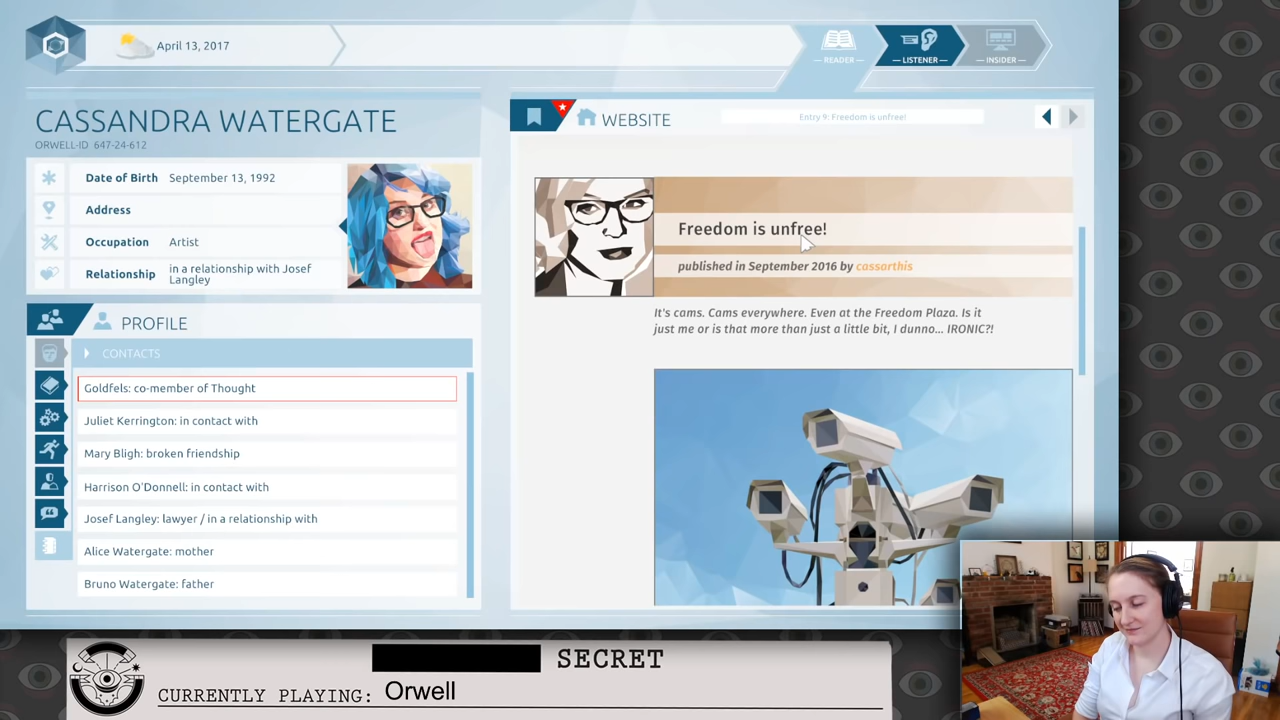 April 13, 2017
READER
LISTENER
INSIDER
CASSANDRA WATERGATE
ORWELL-ID 647-24-612
Date of Birth September 13, 1992
Address
Occupation Artist
Relationship in a relationship with Josef
Langley
PROFILE
CONTACTS
Goldfels: co-member of Thought
Juliet Kerrington: in contact with
Mary Bligh: broken friendship
Harrison O'Donnell: in contact with
Josef Langley: lawyer / in a relationship with
Alice Watergate: mother
Bruno Watergate: father
WEBSITE
Entry 9: Freedom is unfree!
Freedom is unfree!
published in September 2016 by cassarthis
It's cams. Cams everywhere. Even at the Freedom Plaza. Is it
just me or is that more than just a little bit, I dunno... IRONIC?!
SECRET
CURRENTLY PLAYING: Orwell